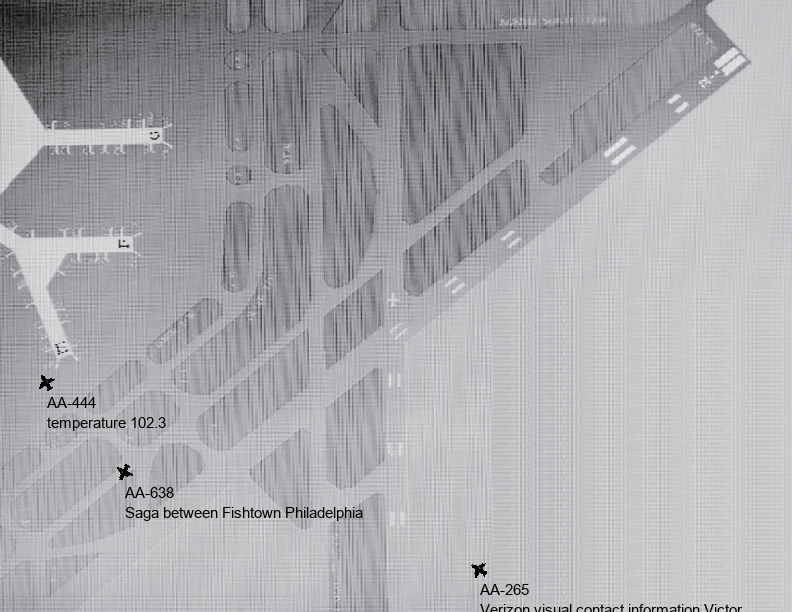 G
F
E
AA-444
temperature 102.3
AA-638
Saga between Fishtown Philadelphia
AA-265
Verizon visual contact information Victor